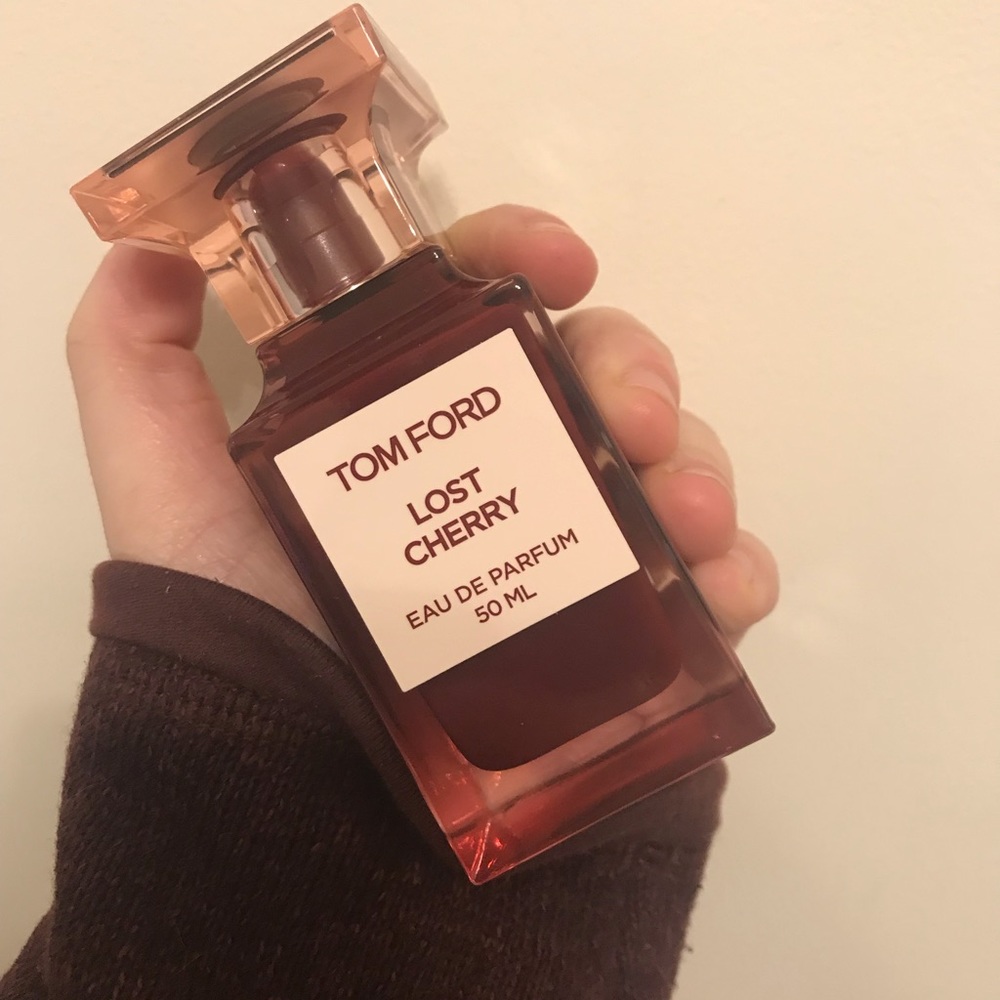 TOM FORD
LOST
CHERRY
EAU DE PARFUM
50 ML